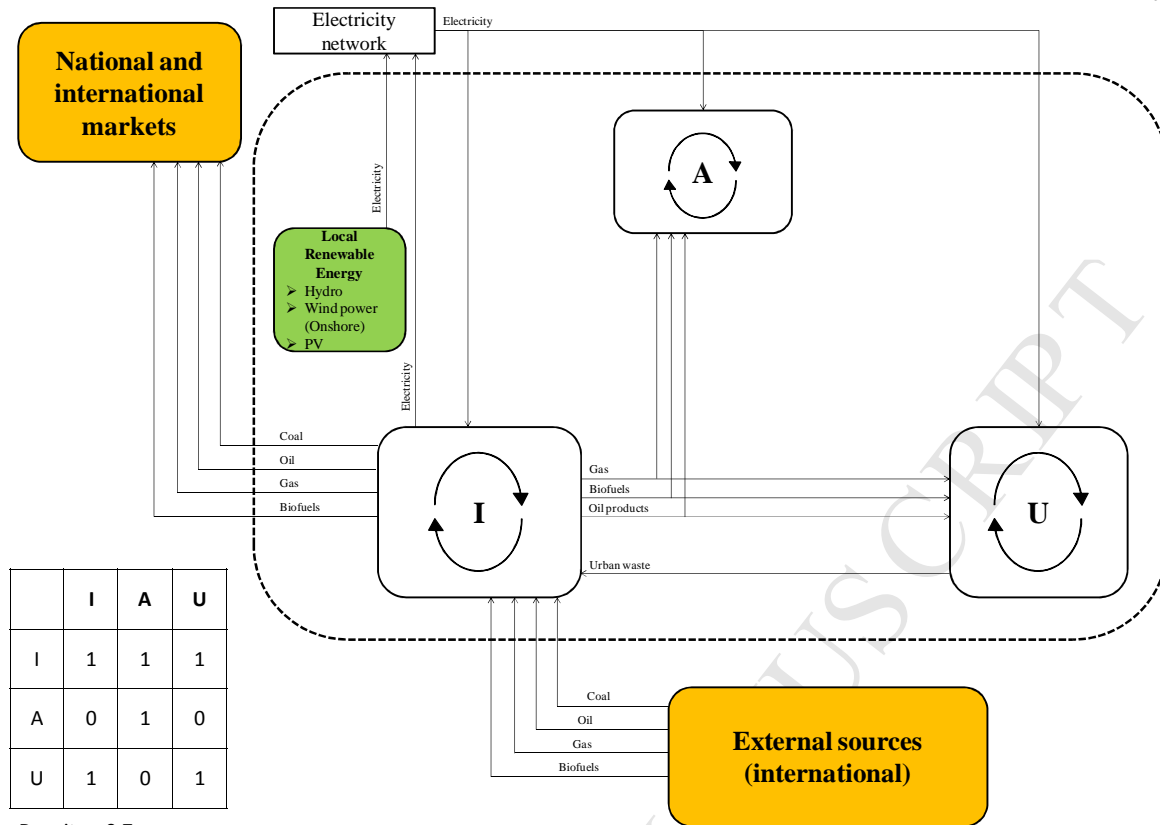 Electricity
network
Electricity
National and
international
markets
A
Electricity
Local
Renewable
Energy
➢ Hydro
➢ Wind power
(Onshore)
➢ PV
Electricity
Coal
Oil
Gas
Biofuels
I
Gas
Biofuels
Oil products
Urban waste
U
I A U
I 1 1 1
A 0 1 0
U 1 0 1
Coal
Oil
Gas
Biofuels
External sources
(international)
USCRIPT